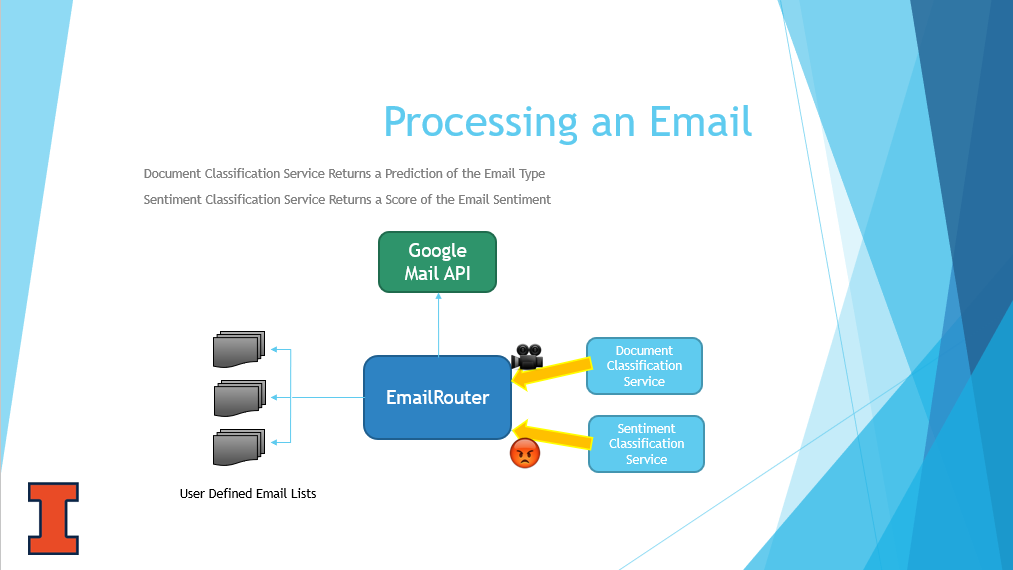 Processing an Email
Document Classification Service Returns a Prediction of the Email Type
Sentiment Classification Service Returns a Score of the Email Sentiment
Google
Mail API
EmailRouter
Document
Classification
Service
Sentiment
Classification
Service
User Defined Email Lists